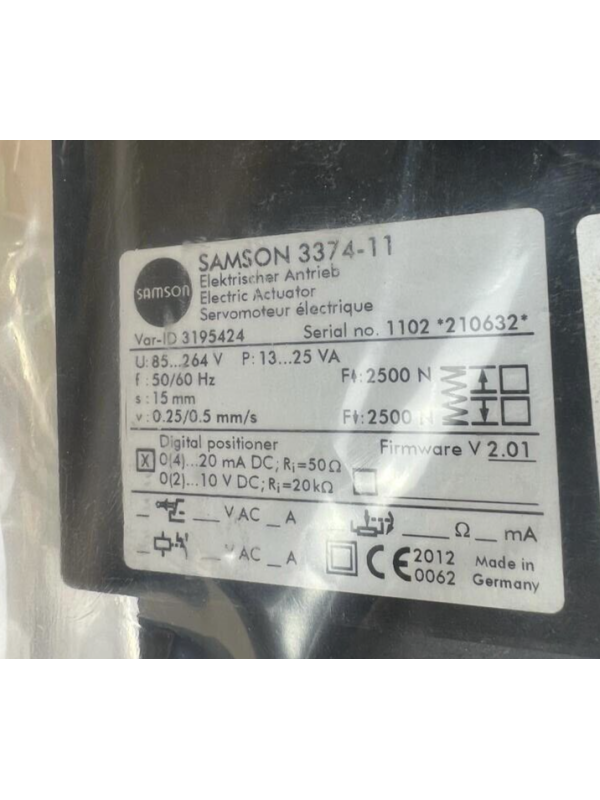 SAMSON 3374-11
Elektrischer Antrieb
Electric Actuator
Servomoteur électrique
SAMSON
Var-ID 3195424 Serial no. 1102 *210632*
U: 85...264 V P: 13...25 VA
f : 50/60 Hz F: 2500 N
s : 15 mm
v : 0.25/0.5 mm/s F: 2500 N
Digital positioner Firmware V 2.01
X 0(4)...20 mA DC; Ri=50Ω
0(2)...10 V DC; Ri=20kΩ
_ __ V AC _ A ___ Ω _ mA
_ __ V AC _ A CE 2012 Made in
0062 Germany